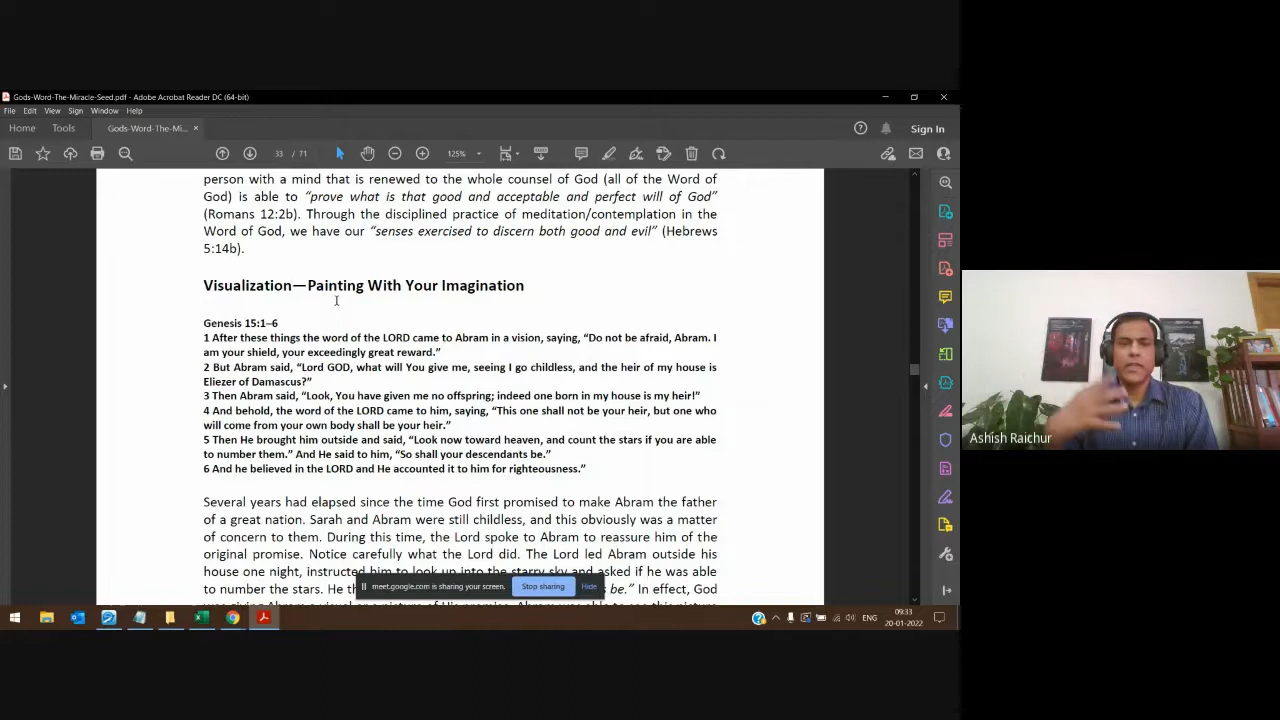 Gods-Word-The-Miracle-Seed.pdf - Adobe Acrobat Reader DC (64-bit)
File Edit View Sign Window Help
Home Tools Gods-Word-The-Mi... × Sign In
33 / 71 125%
person with a mind that is renewed to the whole counsel of God (all of the Word of
God) is able to “prove what is that good and acceptable and perfect will of God”
(Romans 12:2b). Through the disciplined practice of meditation/contemplation in the
Word of God, we have our “senses exercised to discern both good and evil” (Hebrews
5:14b).
Visualization—Painting With Your Imagination
Genesis 15:1–6
1 After these things the word of the LORD came to Abram in a vision, saying, “Do not be afraid, Abram. I
am your shield, your exceedingly great reward.”
2 But Abram said, “Lord GOD, what will You give me, seeing I go childless, and the heir of my house is
Eliezer of Damascus?”
3 Then Abram said, “Look, You have given me no offspring; indeed one born in my house is my heir!”
4 And behold, the word of the LORD came to him, saying, “This one shall not be your heir, but one who
will come from your own body shall be your heir.”
5 Then He brought him outside and said, “Look now toward heaven, and count the stars if you are able
to number them.” And He said to him, “So shall your descendants be.”
6 And he believed in the LORD and He accounted it to him for righteousness.”
Several years had elapsed since the time God first promised to make Abram the father
of a great nation. Sarah and Abram were still childless, and this obviously was a matter
of concern to them. During this time, the Lord spoke to Abram to reassure him of the
original promise. Notice carefully what the Lord did. The Lord led Abram outside his
house one night, instructed him to look up into the starry sky and asked if he was able
to number the stars. He be.” In effect, God
meet.google.com is sharing your screen. Stop sharing Hide
ENG 09:33
20-01-2022
Ashish Raichur